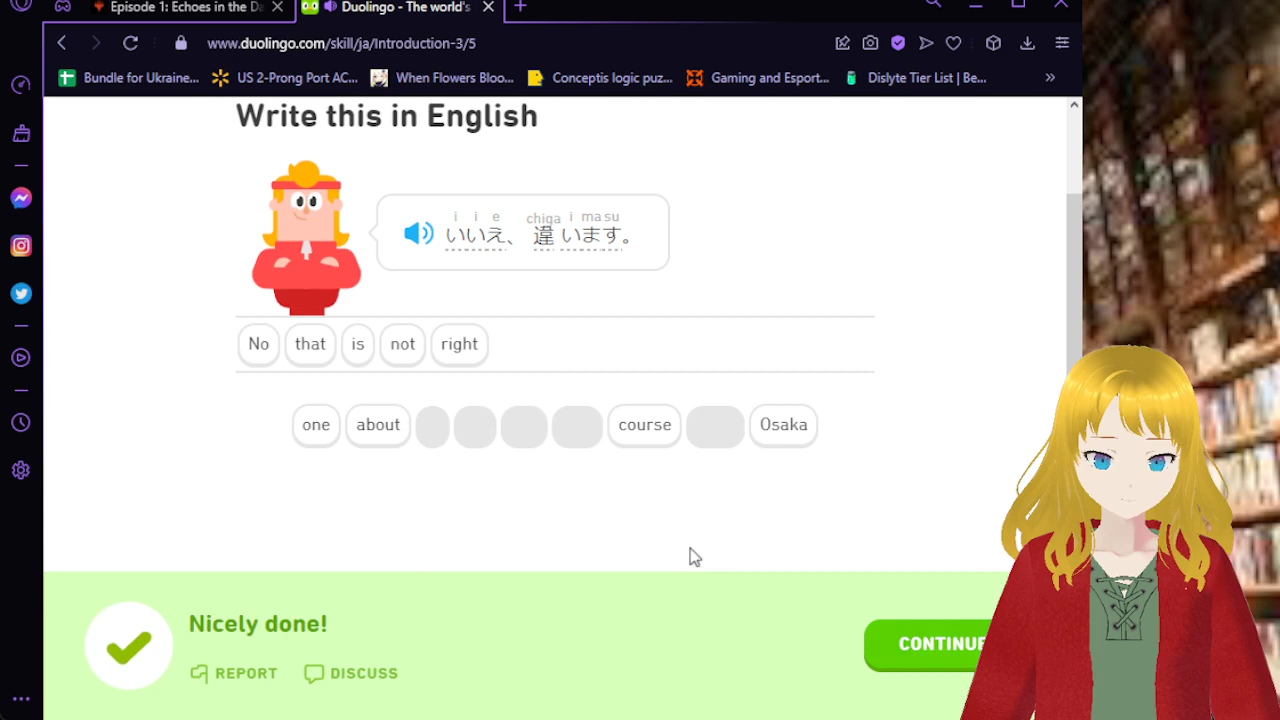 Episode 1: Echoes in the Da
Duolingo - The world's
www.duolingo.com/skill/ja/Introduction-3/5
Bundle for Ukraine... US 2-Prong Port AC... When Flowers Bloo... Conceptis logic puz... Gaming and Esport... Dislyte Tier List | Be...
Write this in English
i i e chiga i ma su
いいえ、違います。
No that is not right
one about course Osaka
Nicely done!
REPORT DISCUSS
CONTINUE